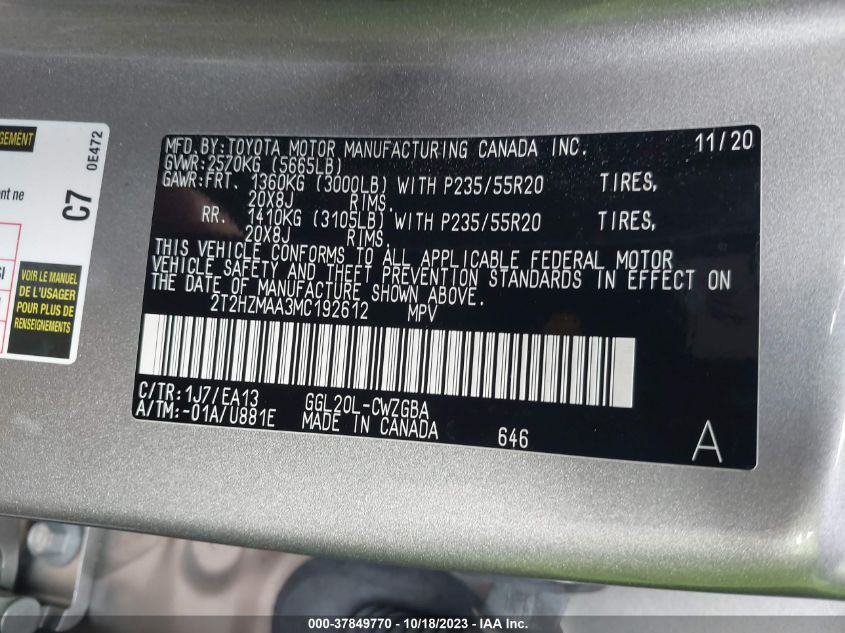 GEMENT
nt ne
SI
C7
0E472
VOIR LE MANUEL
DE L'USAGER
POUR PLUS DE
RENSEIGNEMENTS
MFD.BY:TOYOTA MOTOR MANUFACTURING CANADA INC. 11/20
GVWR:2570KG (5665LB)
GAWR:FRT. 1360KG (3000LB) WITH P235/55R20 TIRES,
20X8J RIMS.
RR. 1410KG (3105LB) WITH P235/55R20 TIRES,
20X8J RIMS.
THIS VEHICLE CONFORMS TO ALL APPLICABLE FEDERAL MOTOR
VEHICLE SAFETY AND THEFT PREVENTION STANDARDS IN EFFECT ON
THE DATE OF MANUFACTURE SHOWN ABOVE.
2T2HZMAA3MC192612 MPV
C/TR:1J7/EA13 GGL20L-CWZGBA
A/TM:-01A/U881E MADE IN CANADA 646
A
000-37849770 - 10/18/2023 - IAA Inc.